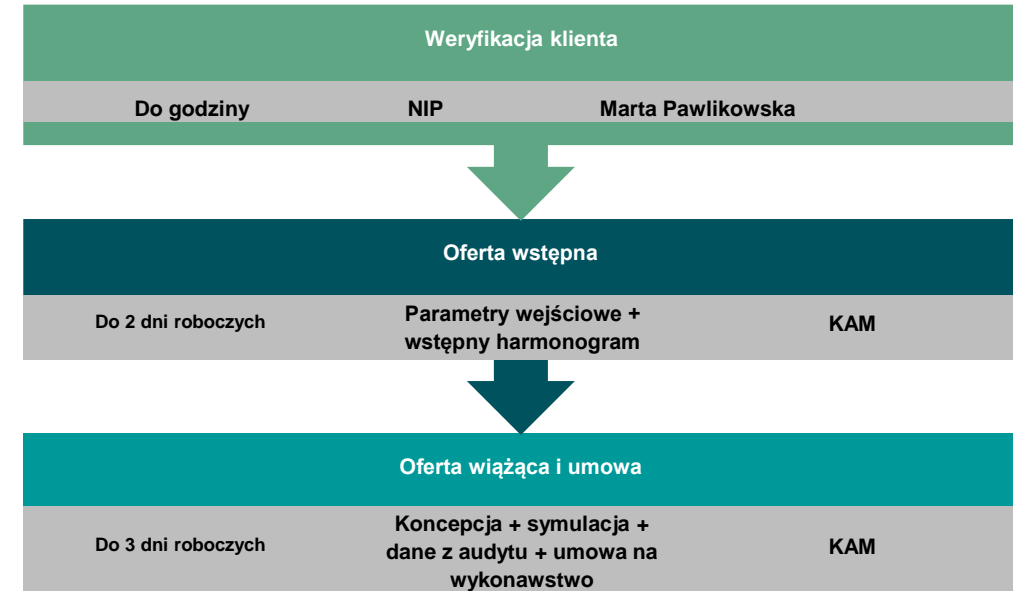 Weryfikacja klienta
Do godziny NIP Marta Pawlikowska
Oferta wstępna
Do 2 dni roboczych
Parametry wejściowe +
wstępny harmonogram
KAM
Oferta wiążąca i umowa
Do 3 dni roboczych
Koncepcja + symulacja +
dane z audytu + umowa na
wykonawstwo
KAM